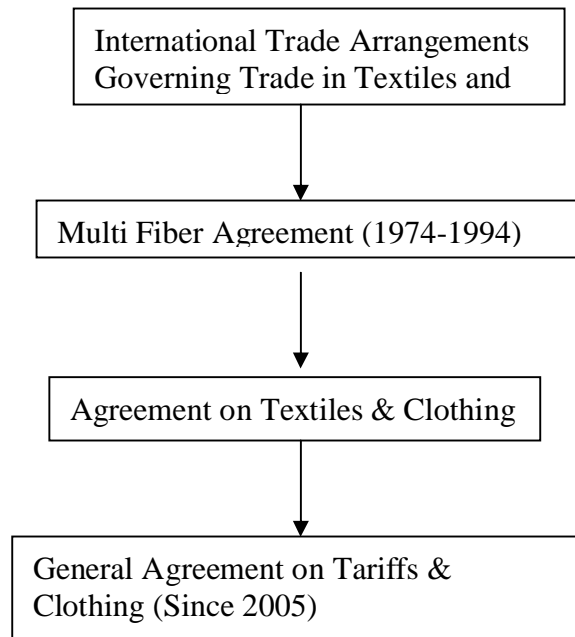 International Trade Arrangements
Governing Trade in Textiles and
Multi Fiber Agreement (1974-1994)
Agreement on Textiles & Clothing
General Agreement on Tariffs &
Clothing (Since 2005)